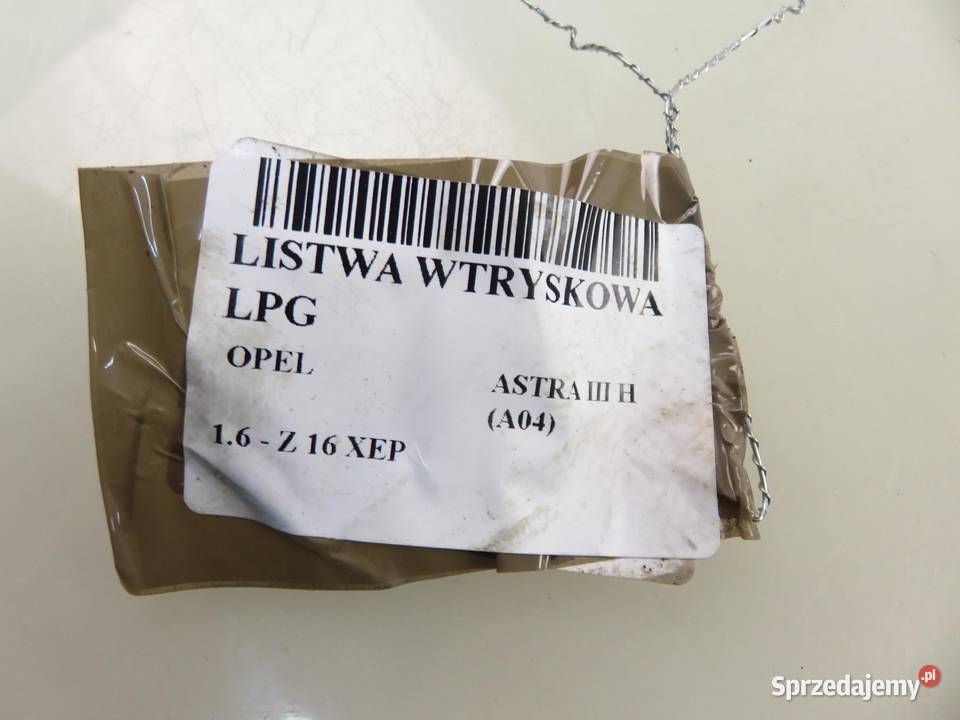 LISTWA WTRYSKOWA
LPG
OPEL
ASTRA III H
(A04)
1.6 - Z 16 XEP
Sprzedajemy.pl